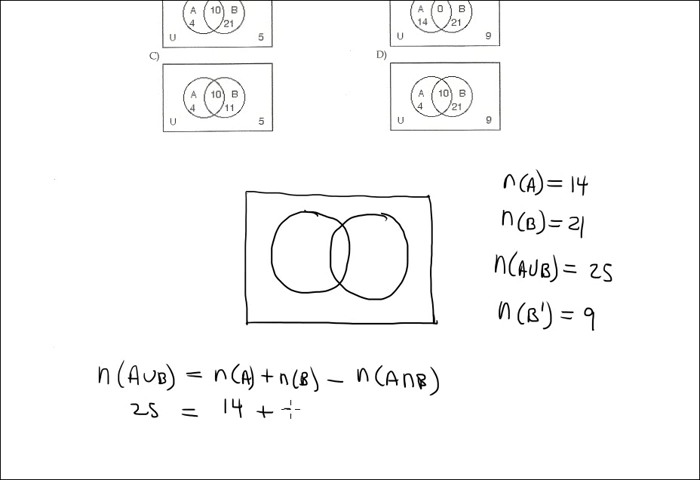 A 10 B
4 21
U 5
A 0 B
14 21
U 9
C)
A 10 B
4 11
U 5
D)
A 10 B
4 21
U 9
n(A) = 14
n(B) = 21
n(A∪B) = 25
n(B') = 9
n(A∪B) = n(A) + n(B) − n(A∩B)
25 = 14 +